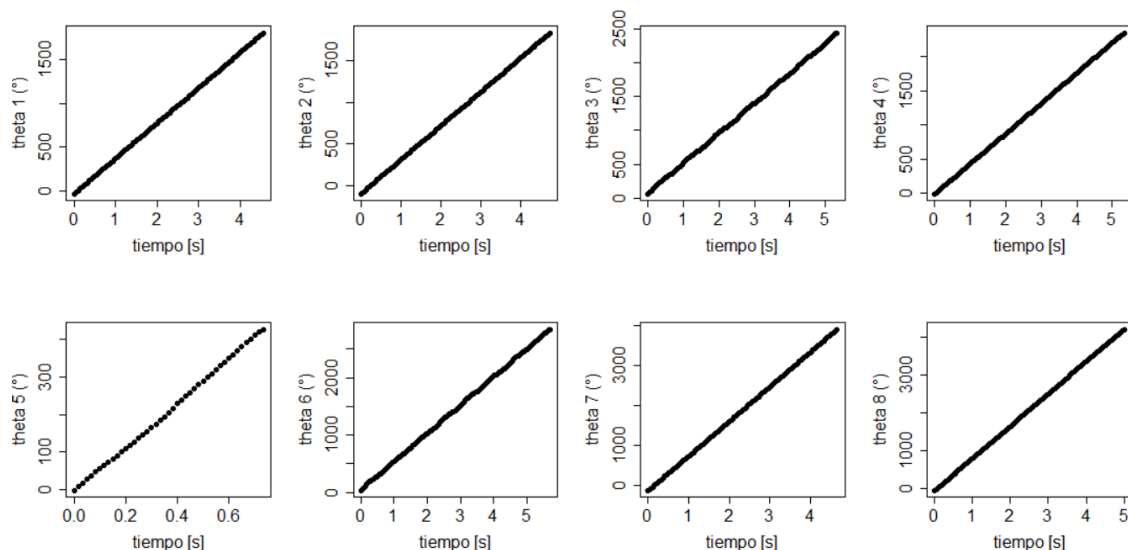 theta 1 (°)
0 500 1500
0 1 2 3 4
tiempo [s]
theta 2 (°)
0 500 1500
0 1 2 3 4
tiempo [s]
theta 3 (°)
0 500 1500 2500
0 1 2 3 4 5
tiempo [s]
theta 4 (°)
0 500 1500
0 1 2 3 4 5
tiempo [s]
theta 5 (°)
0 100 300
0.0 0.2 0.4 0.6
tiempo [s]
theta 6 (°)
0 1000 2000
0 1 2 3 4 5
tiempo [s]
theta 7 (°)
0 1000 3000
0 1 2 3 4
tiempo [s]
theta 8 (°)
0 1000 3000
0 1 2 3 4 5
tiempo [s]